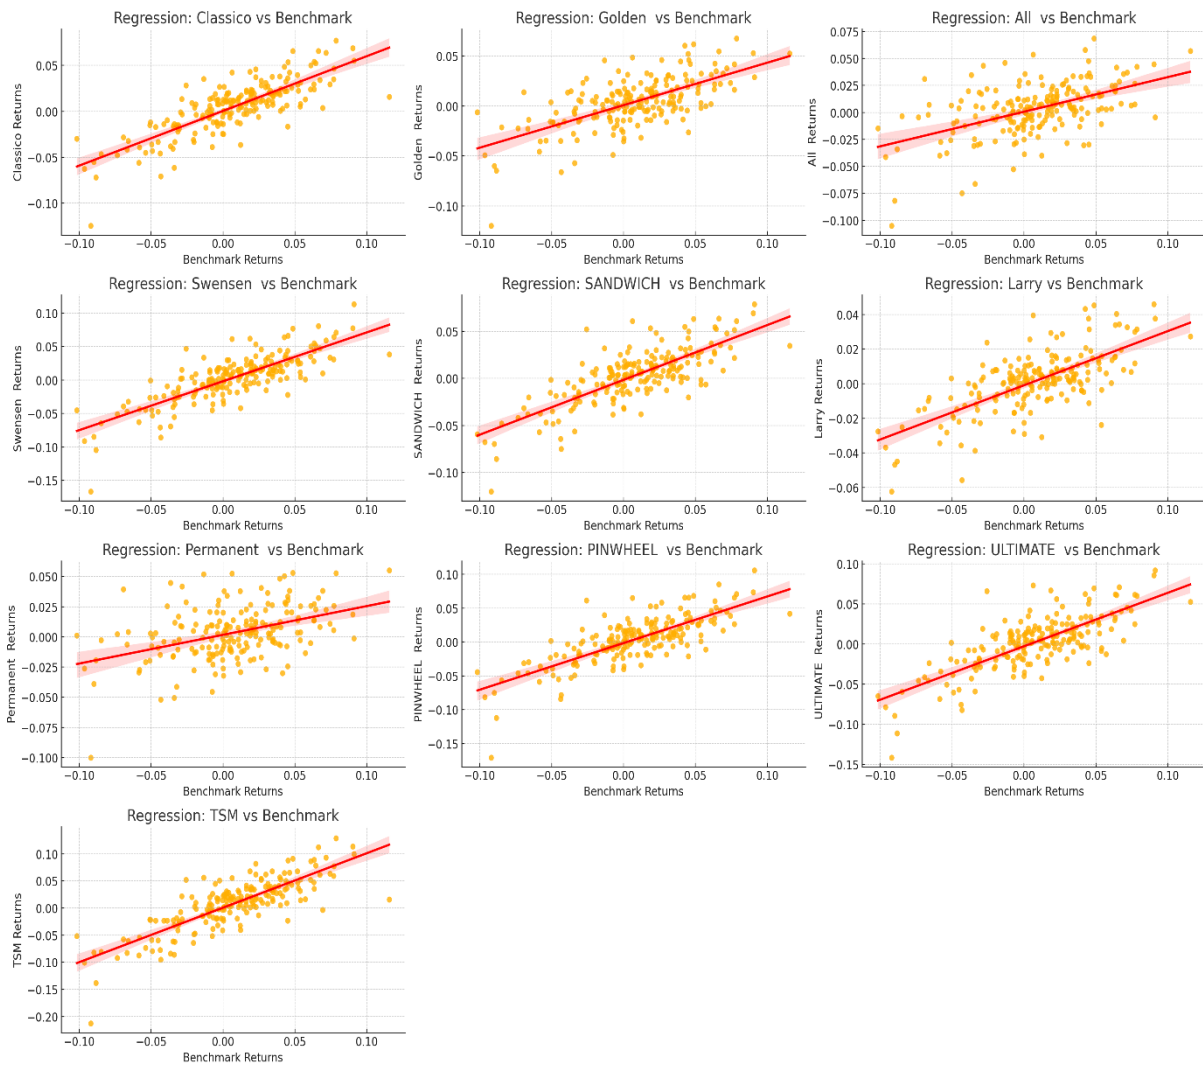 Regression: Classico vs Benchmark
Classico Returns
0.05
0.00
−0.05
−0.10
−0.10 −0.05 0.00 0.05 0.10
Benchmark Returns
Regression: Golden vs Benchmark
Golden Returns
0.05
0.00
−0.05
−0.10
−0.10 −0.05 0.00 0.05 0.10
Benchmark Returns
Regression: All vs Benchmark
All Returns
0.075
0.050
0.025
0.000
−0.025
−0.050
−0.075
−0.100
−0.10 −0.05 0.00 0.05 0.10
Benchmark Returns
Regression: Swensen vs Benchmark
Swensen Returns
0.10
0.05
0.00
−0.05
−0.10
−0.15
−0.10 −0.05 0.00 0.05 0.10
Benchmark Returns
Regression: SANDWICH vs Benchmark
SANDWICH Returns
0.05
0.00
−0.05
−0.10
−0.10 −0.05 0.00 0.05 0.10
Benchmark Returns
Regression: Larry vs Benchmark
Larry Returns
0.04
0.02
0.00
−0.02
−0.04
−0.06
−0.10 −0.05 0.00 0.05 0.10
Benchmark Returns
Regression: Permanent vs Benchmark
Permanent Returns
0.050
0.025
0.000
−0.025
−0.050
−0.075
−0.100
−0.10 −0.05 0.00 0.05 0.10
Benchmark Returns
Regression: PINWHEEL vs Benchmark
PINWHEEL Returns
0.10
0.05
0.00
−0.05
−0.10
−0.15
−0.10 −0.05 0.00 0.05 0.10
Benchmark Returns
Regression: ULTIMATE vs Benchmark
ULTIMATE Returns
0.10
0.05
0.00
−0.05
−0.10
−0.15
−0.10 −0.05 0.00 0.05 0.10
Benchmark Returns
Regression: TSM vs Benchmark
TSM Returns
0.10
0.05
0.00
−0.05
−0.10
−0.15
−0.20
−0.10 −0.05 0.00 0.05 0.10
Benchmark Returns